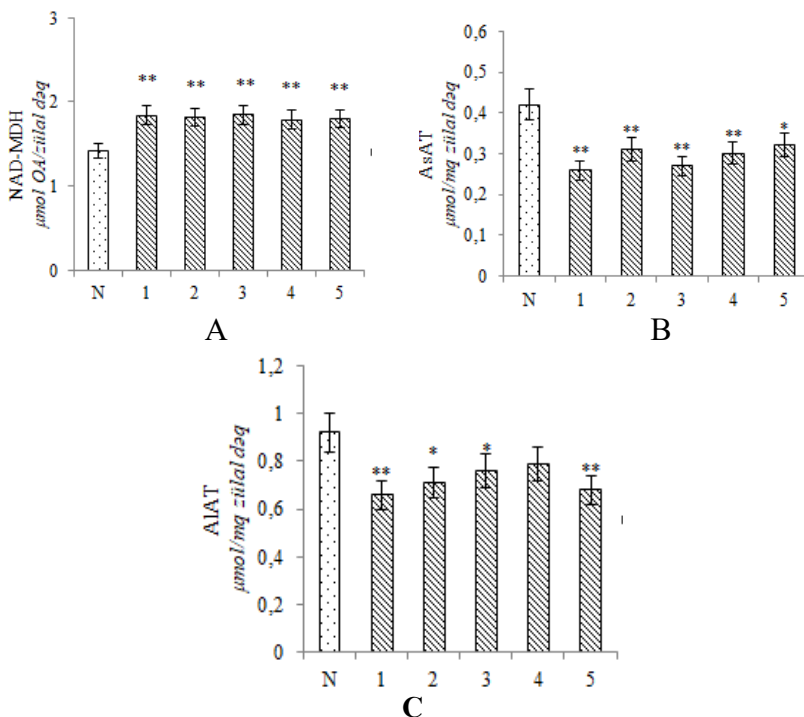 3
2
1
0
NAD-MDH
µmol OA/zülal dəq
** ** ** ** **
N 1 2 3 4 5
A
0,6
0,5
0,4
0,3
0,2
0,1
0
AsAT
µmol/mq zülal dəq
** ** ** ** *
N 1 2 3 4 5
B
1,2
1
0,8
0,6
0,4
0,2
0
AlAT
µmol/mq zülal dəq
** * * **
N 1 2 3 4 5
C